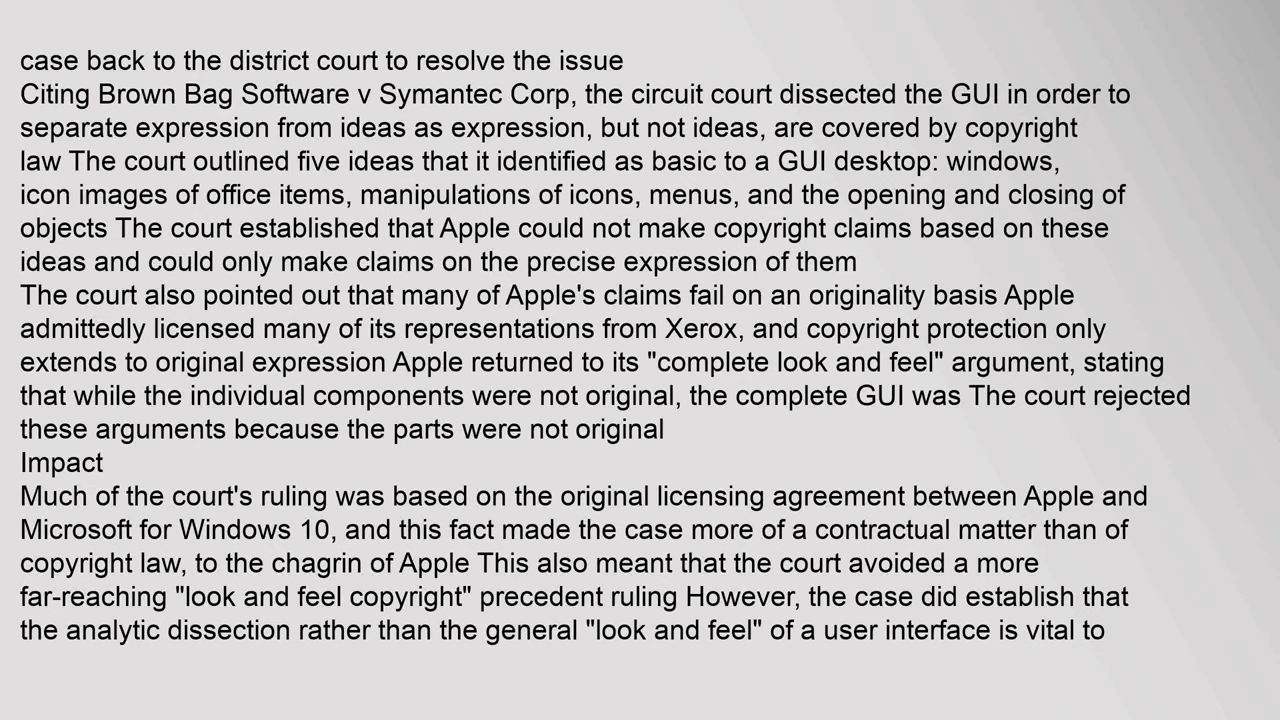 case back to the district court to resolve the issue
Citing Brown Bag Software v Symantec Corp, the circuit court dissected the GUI in order to
separate expression from ideas as expression, but not ideas, are covered by copyright
law The court outlined five ideas that it identified as basic to a GUI desktop: windows,
icon images of office items, manipulations of icons, menus, and the opening and closing of
objects The court established that Apple could not make copyright claims based on these
ideas and could only make claims on the precise expression of them
The court also pointed out that many of Apple's claims fail on an originality basis Apple
admittedly licensed many of its representations from Xerox, and copyright protection only
extends to original expression Apple returned to its "complete look and feel" argument, stating
that while the individual components were not original, the complete GUI was The court rejected
these arguments because the parts were not original
Impact
Much of the court's ruling was based on the original licensing agreement between Apple and
Microsoft for Windows 10, and this fact made the case more of a contractual matter than of
copyright law, to the chagrin of Apple This also meant that the court avoided a more
far-reaching "look and feel copyright" precedent ruling However, the case did establish that
the analytic dissection rather than the general "look and feel" of a user interface is vital to